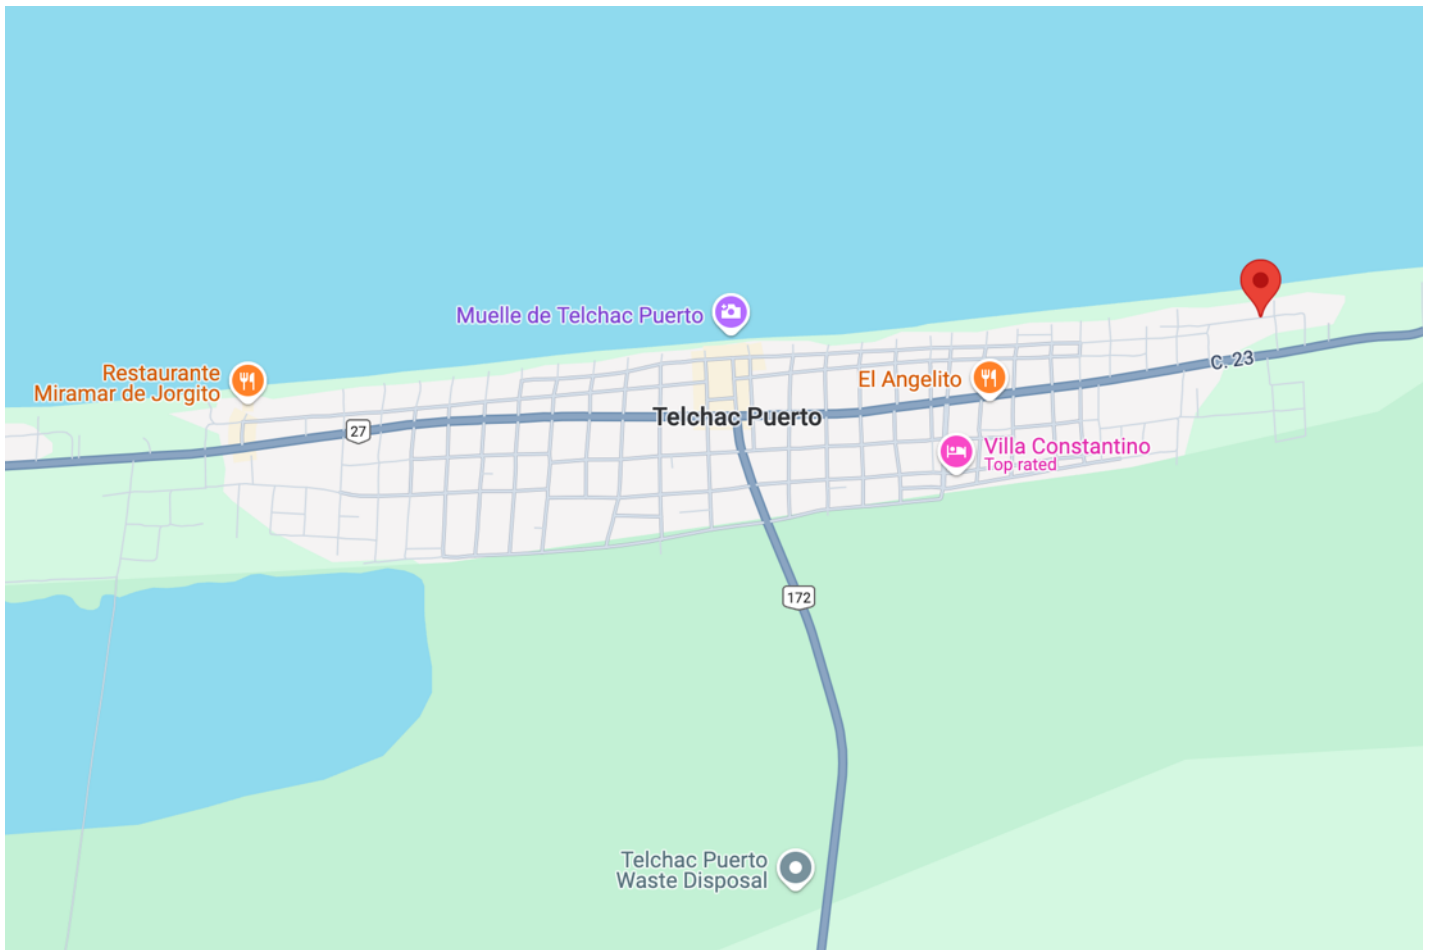 Muelle de Telchac Puerto
Restaurante
Miramar de Jorgito
C. 23
El Angelito
Telchac Puerto
27
Villa Constantino
Top rated
172
Telchac Puerto
Waste Disposal